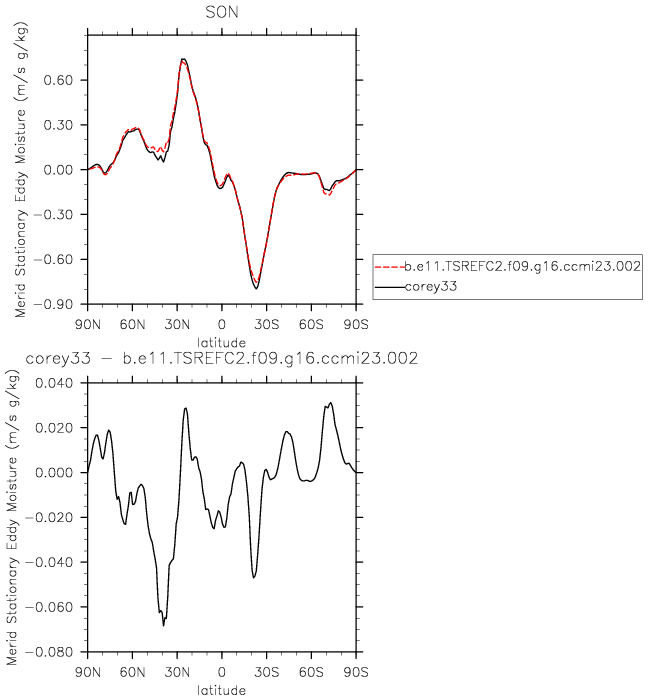 SON
Merid Stationary Eddy Moisture (m/s g/kg)
0.60
0.30
0.00
−0.30
−0.60
−0.90
90N 60N 30N 0 30S 60S 90S
latitude
b.e11.TSREFC2.f09.g16.ccmi23.002
corey33
corey33 − b.e11.TSREFC2.f09.g16.ccmi23.002
Merid Stationary Eddy Moisture (m/s g/kg)
0.040
0.020
0.000
−0.020
−0.040
−0.060
−0.080
90N 60N 30N 0 30S 60S 90S
latitude